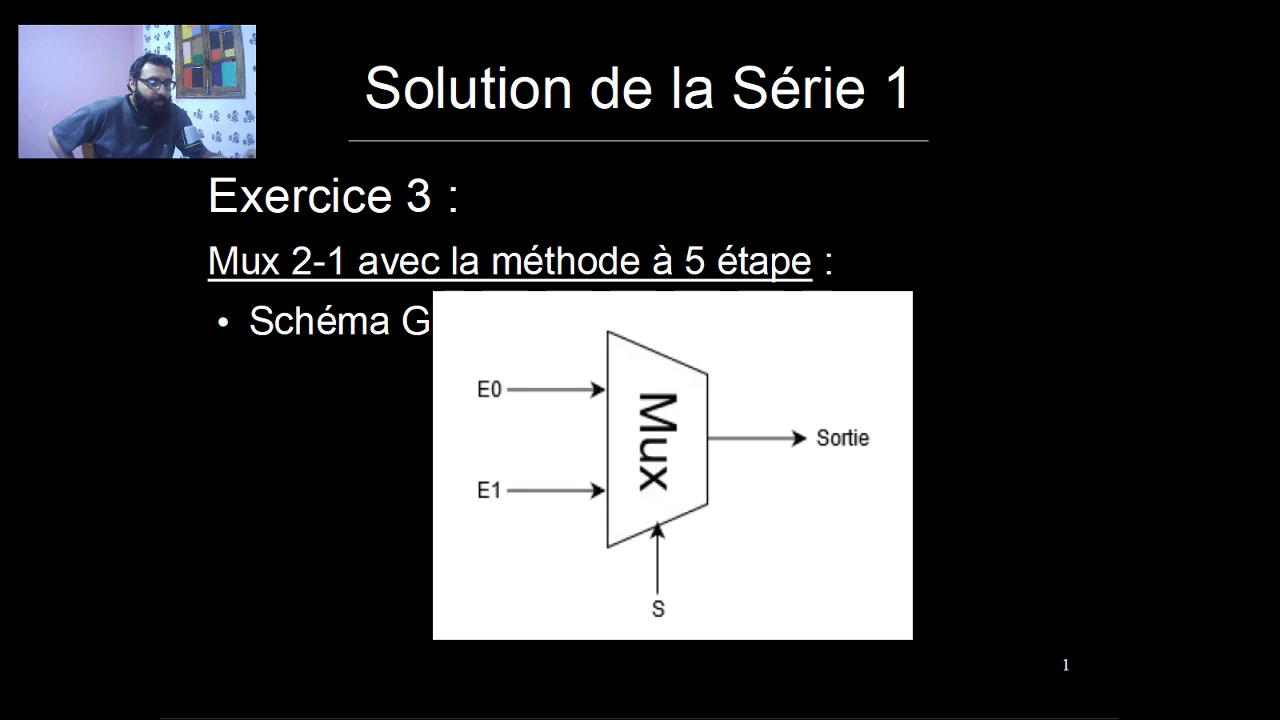 Solution de la Série 1
Exercice 3 :
Mux 2-1 avec la méthode à 5 étape :
• Schéma G
E0
Mux
Sortie
E1
S
1